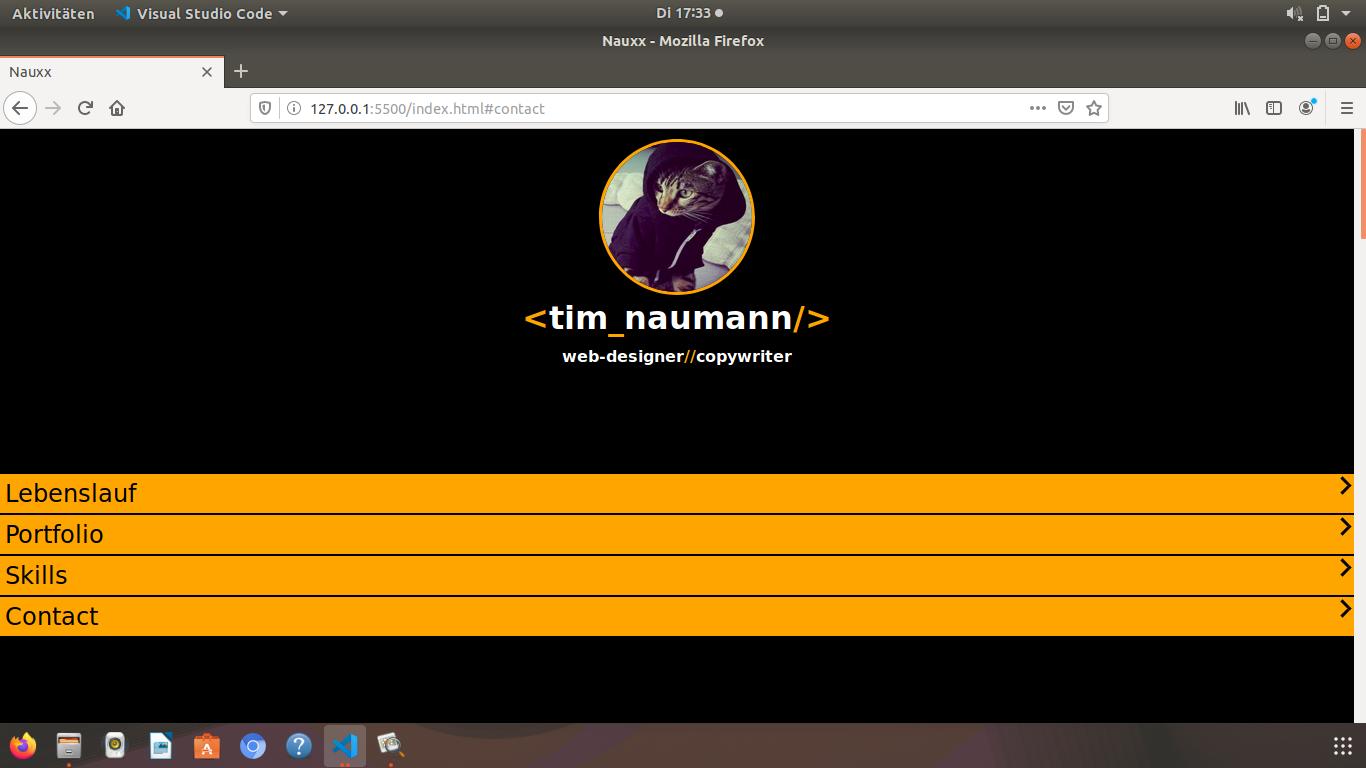 Aktivitäten Visual Studio Code Di 17:33
Nauxx - Mozilla Firefox
Nauxx
127.0.0.1:5500/index.html#contact
<tim_naumann/>
web-designer//copywriter
Lebenslauf
Portfolio
Skills
Contact